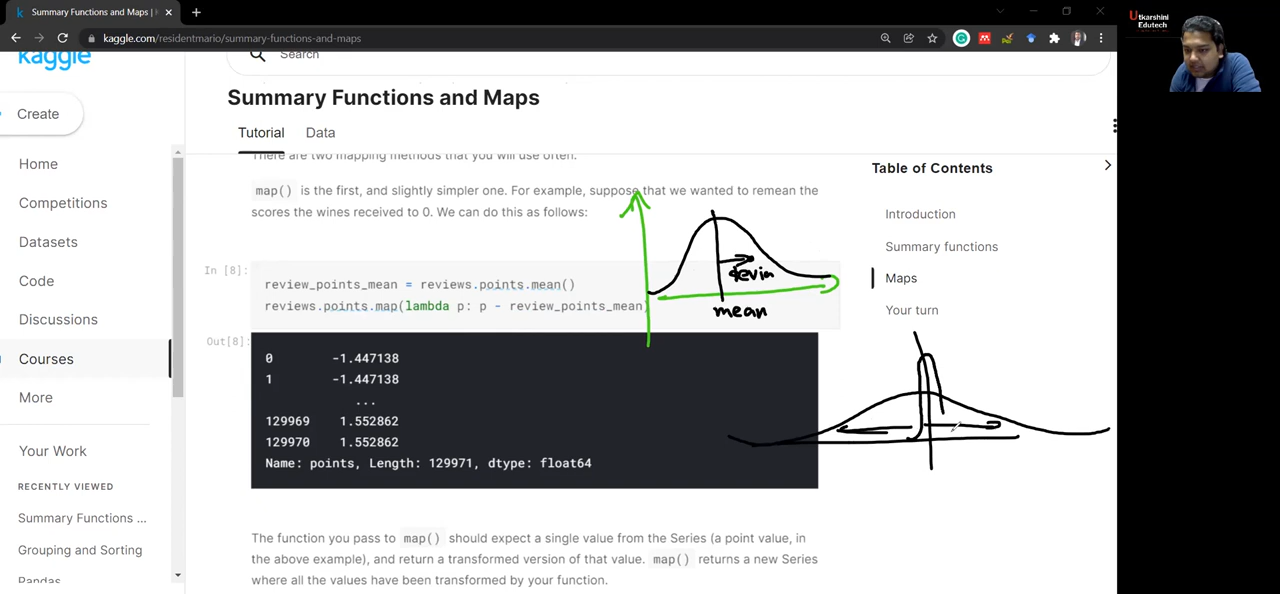 Summary Functions and Maps |
kaggle.com/residentmario/summary-functions-and-maps
Utkarshini
Edutech
kaggle
Search
Summary Functions and Maps
Create
Tutorial
Data
Home
Competitions
Datasets
Code
Discussions
Courses
More
Your Work
RECENTLY VIEWED
Summary Functions ...
Grouping and Sorting
Pandas
There are two mapping methods that you will use often.
map() is the first, and slightly simpler one. For example, suppose that we wanted to remean the
scores the wines received to 0. We can do this as follows:
In [8]:
review_points_mean = reviews.points.mean()
reviews.points.map(lambda p: p - review_points_mean)
mean
Out[8]:
0 -1.447138
1 -1.447138
...
129969 1.552862
129970 1.552862
Name: points, Length: 129971, dtype: float64
The function you pass to map() should expect a single value from the Series (a point value, in
the above example), and return a transformed version of that value. map() returns a new Series
where all the values have been transformed by your function.
Table of Contents
Introduction
Summary functions
Maps
Your turn